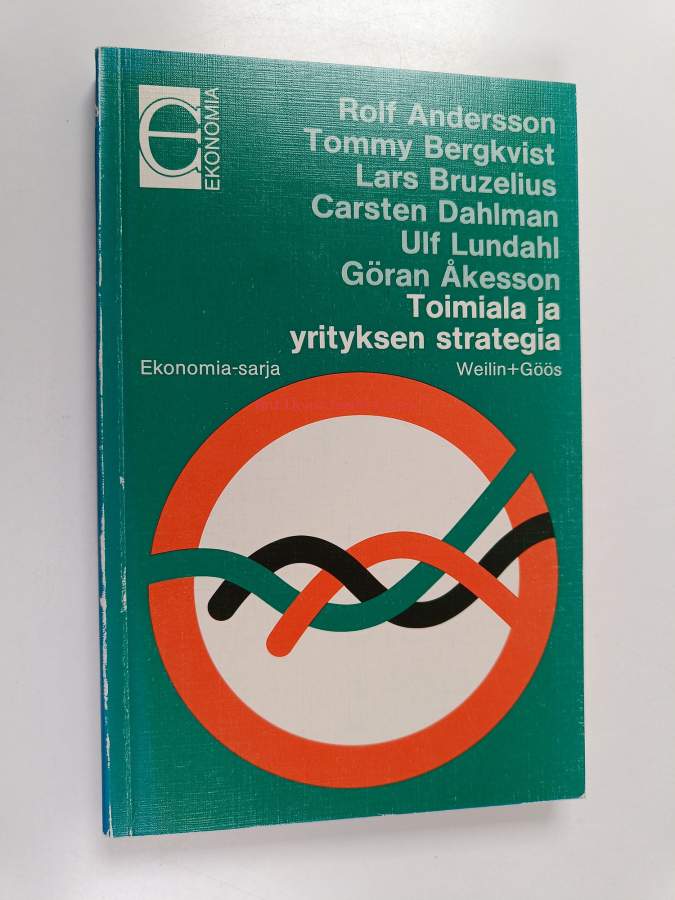 e
EKONOMIA
Rolf Andersson
Tommy Bergkvist
Lars Bruzelius
Carsten Dahlman
Ulf Lundahl
Göran Åkesson
Toimiala ja
yrityksen strategia
Ekonomia-sarja Weilin+Göös